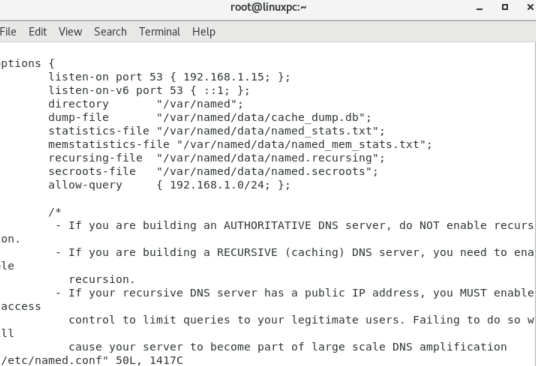 root@linuxpc:~
File Edit View Search Terminal Help
ptions {
listen-on port 53 { 192.168.1.15; };
listen-on-v6 port 53 { ::1; };
directory "/var/named";
dump-file "/var/named/data/cache_dump.db";
statistics-file "/var/named/data/named_stats.txt";
memstatistics-file "/var/named/data/named_mem_stats.txt";
recursing-file "/var/named/data/named.recursing";
secroots-file "/var/named/data/named.secroots";
allow-query { 192.168.1.0/24; };
/*
- If you are building an AUTHORITATIVE DNS server, do NOT enable recurs
on.
- If you are building a RECURSIVE (caching) DNS server, you need to ena
le
recursion.
- If your recursive DNS server has a public IP address, you MUST enable
access
control to limit queries to your legitimate users. Failing to do so w
ll
cause your server to become part of large scale DNS amplification
/etc/named.conf" 50L, 1417C